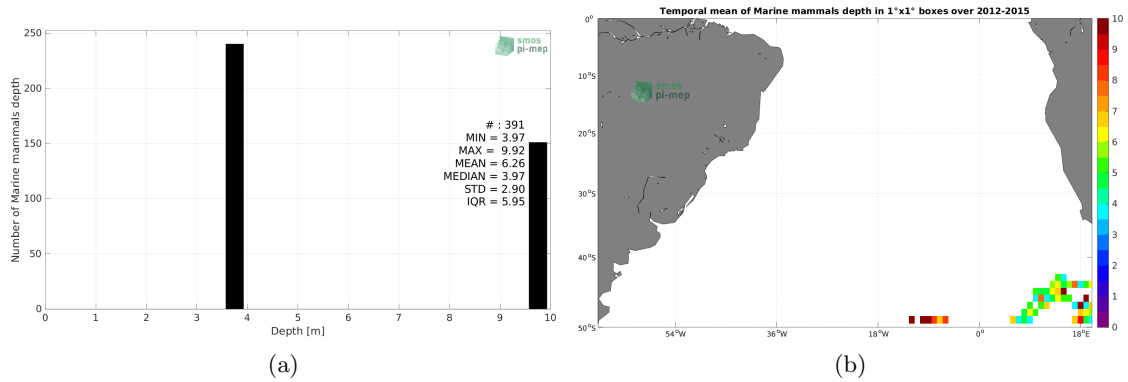 250
200
150
100
50
0
Number of Marine mammals depth
0 1 2 3 4 5 6 7 8 9 10
Depth [m]
smos
pi-mep
# : 391
MIN = 3.97
MAX = 9.92
MEAN = 6.26
MEDIAN = 3.97
STD = 2.90
IQR = 5.95
(a)
Temporal mean of Marine mammals depth in 1°x1° boxes over 2012-2015
0°
10°S
20°S
30°S
40°S
50°S
54°W 36°W 18°W 0° 18°E
smos
pi-mep
10
9
8
7
6
5
4
3
2
1
0
(b)